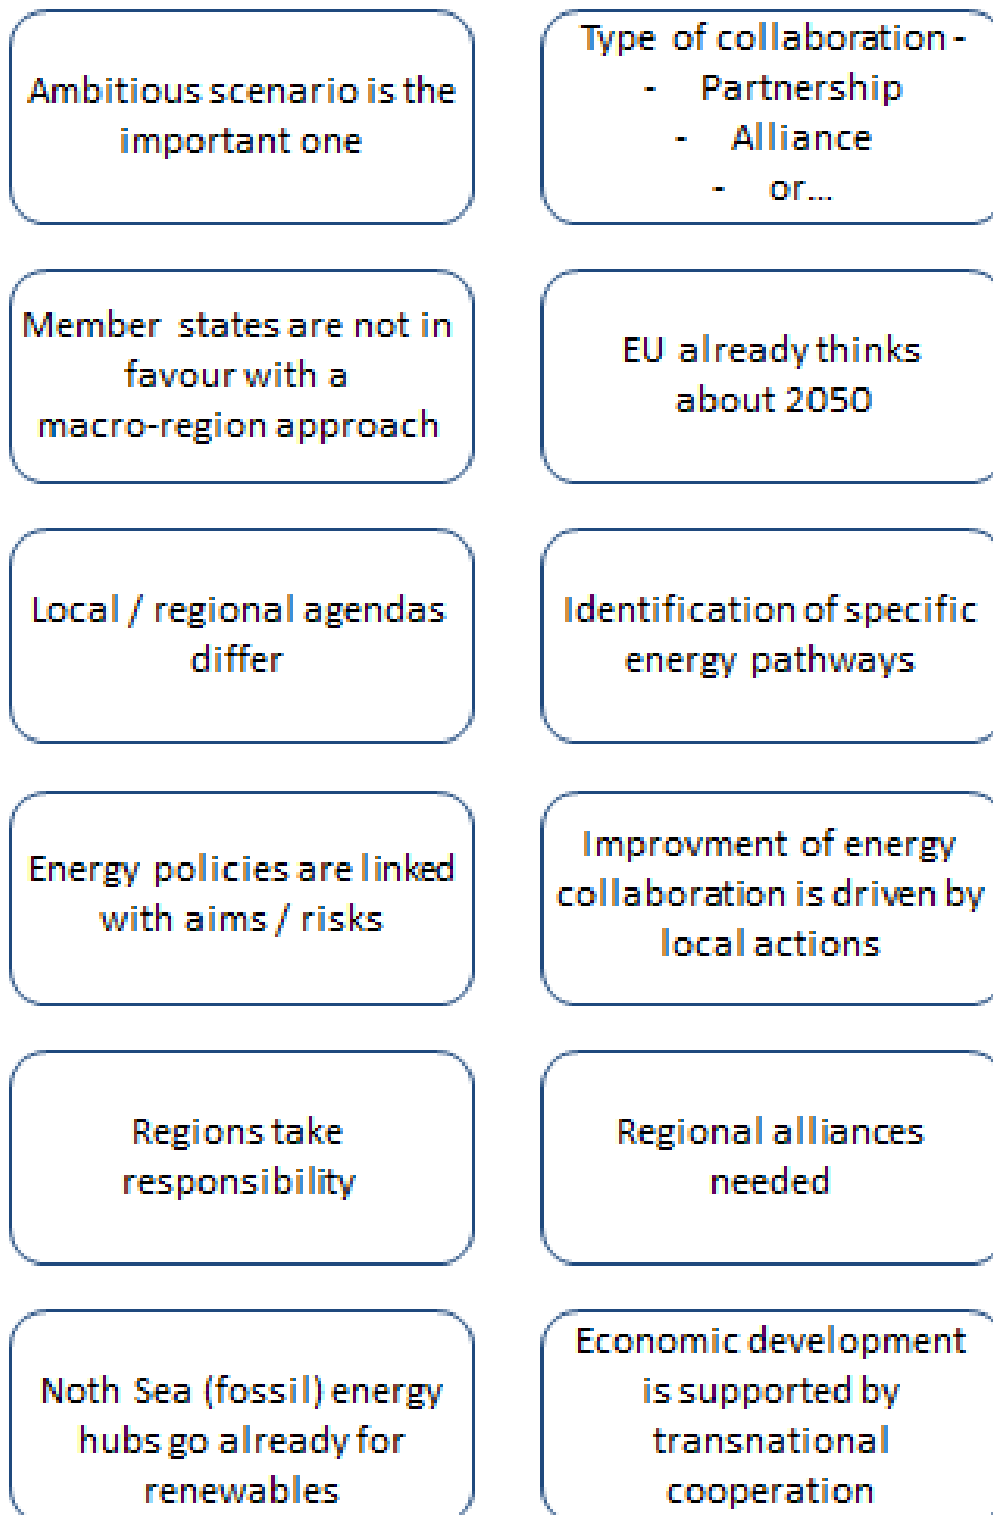 Ambitious scenario is the
important one
Type of collaboration -
- Partnership
- Alliance
- or...
Member states are not in
favour with a
macro-region approach
EU already thinks
about 2050
Local / regional agendas
differ
Identification of specific
energy pathways
Energy policies are linked
with aims / risks
Improvment of energy
collaboration is driven by
local actions
Regions take
responsibility
Regional alliances
needed
Noth Sea (fossil) energy
hubs go already for
renewables
Economic development
is supported by
transnational
cooperation